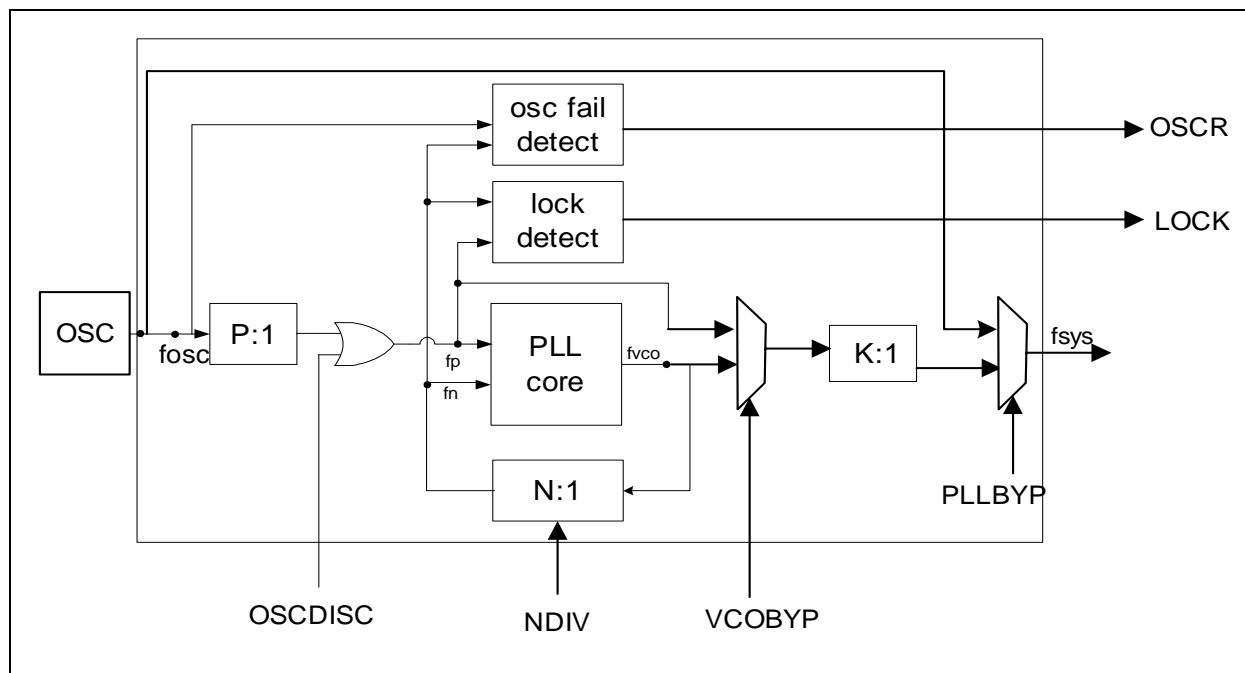 osc fail
detect
OSCR
lock
detect
LOCK
OSC
fosc
P:1
fp
fn
PLL
core
fvco
K:1
fsys
N:1
PLLBYP
OSCDISC
NDIV
VCOBYP